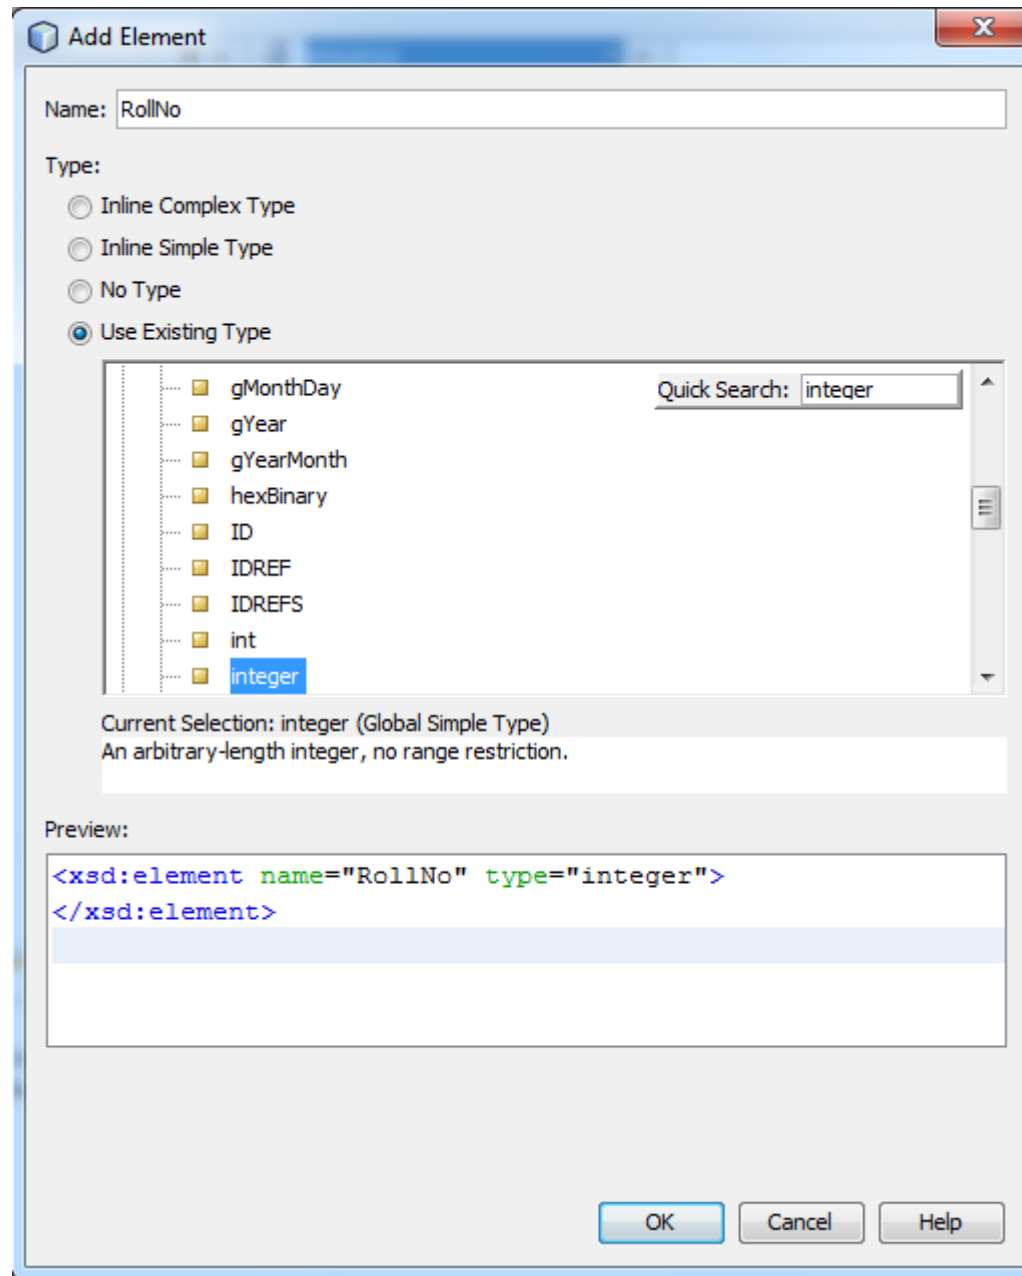 Add Element
Name: RollNo
Type:
Inline Complex Type
Inline Simple Type
No Type
Use Existing Type
gMonthDay
Quick Search: integer
gYear
gYearMonth
hexBinary
ID
IDREF
IDREFS
int
integer
Current Selection: integer (Global Simple Type)
An arbitrary-length integer, no range restriction.
Preview:
<xsd:element name="RollNo" type="integer">
</xsd:element>
OK Cancel Help